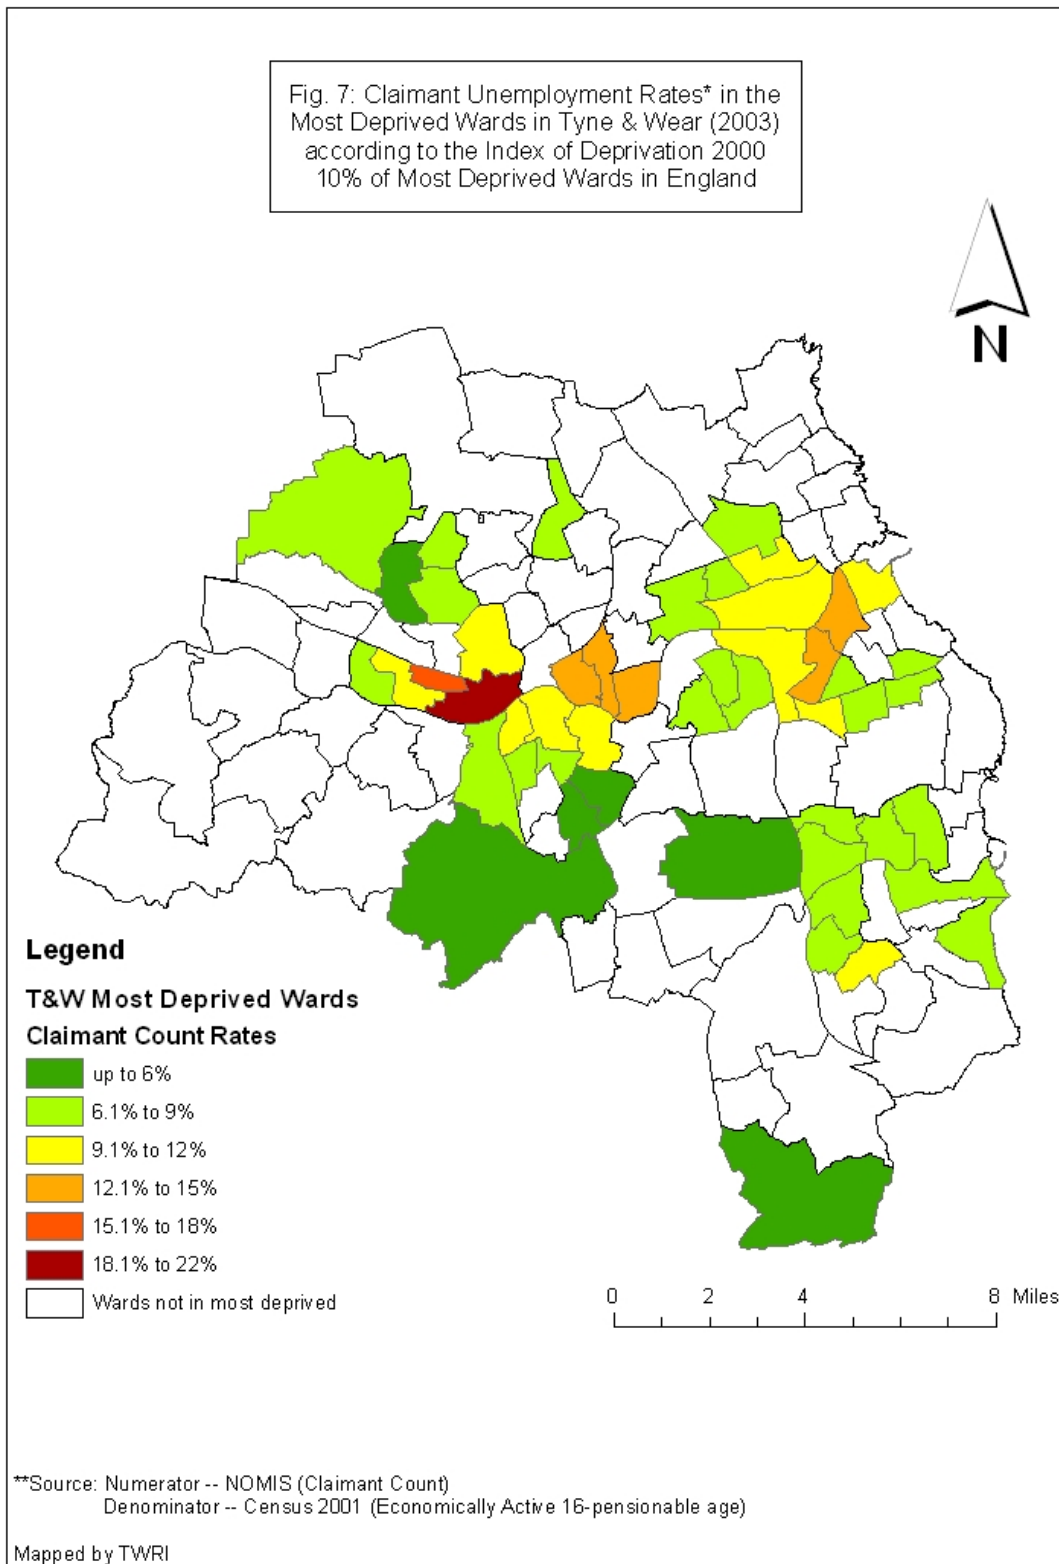 Fig. 7: Claimant Unemployment Rates* in the
Most Deprived Wards in Tyne & Wear (2003)
according to the Index of Deprivation 2000
10% of Most Deprived Wards in England
N
Legend
T&W Most Deprived Wards
Claimant Count Rates
up to 6%
6.1% to 9%
9.1% to 12%
12.1% to 15%
15.1% to 18%
18.1% to 22%
Wards not in most deprived
0 2 4 8 Miles
**Source: Numerator -- NOMIS (Claimant Count)
Denominator -- Census 2001 (Economically Active 16-pensionable age)
Mapped by TWRI